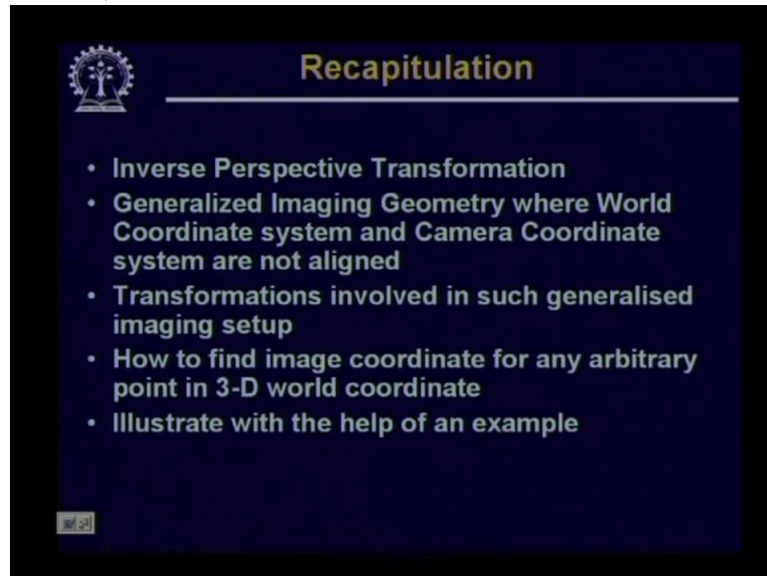 Recapitulation
• Inverse Perspective Transformation
• Generalized Imaging Geometry where World
Coordinate system and Camera Coordinate
system are not aligned
• Transformations involved in such generalised
imaging setup
• How to find image coordinate for any arbitrary
point in 3-D world coordinate
• Illustrate with the help of an example